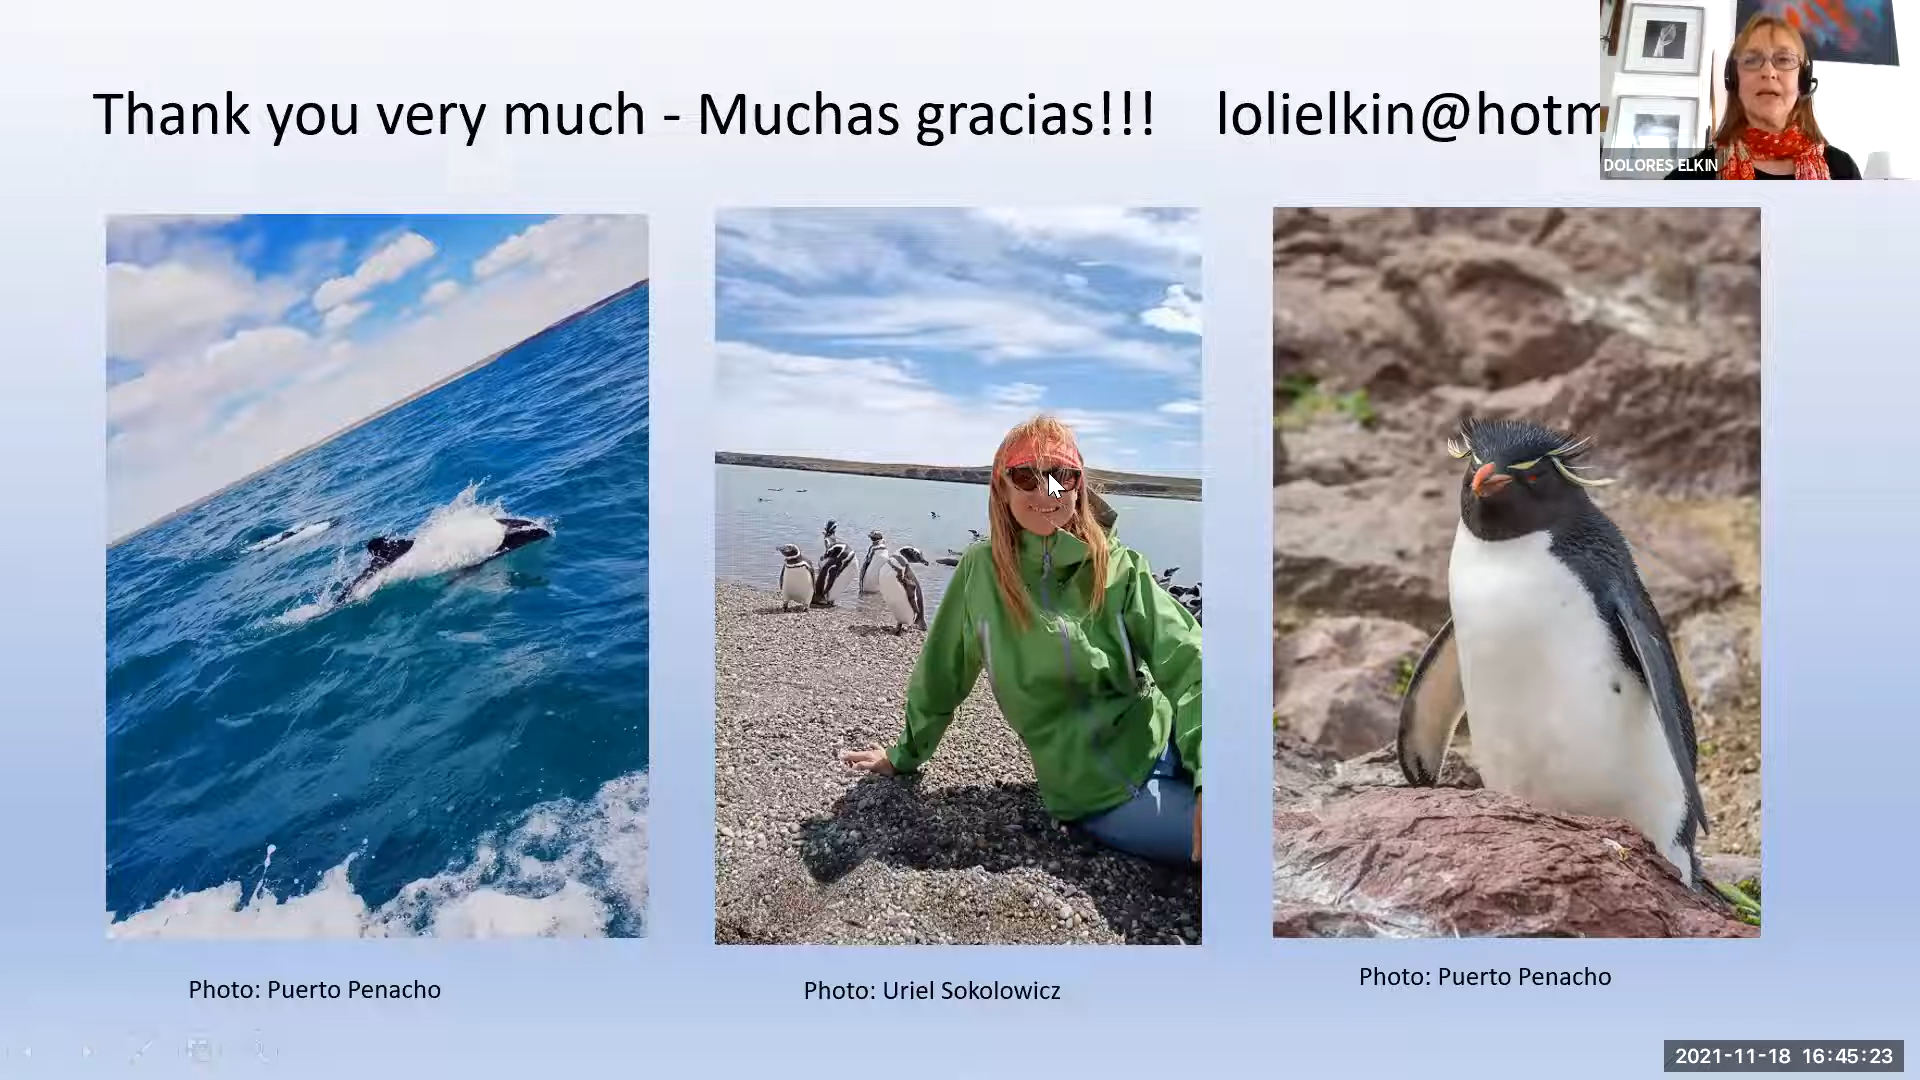 Thank you very much - Muchas gracias!!! lolielkin@hotm
DOLORES ELKIN
Photo: Puerto Penacho
Photo: Uriel Sokolowicz
Photo: Puerto Penacho
2021-11-18 16:45:23